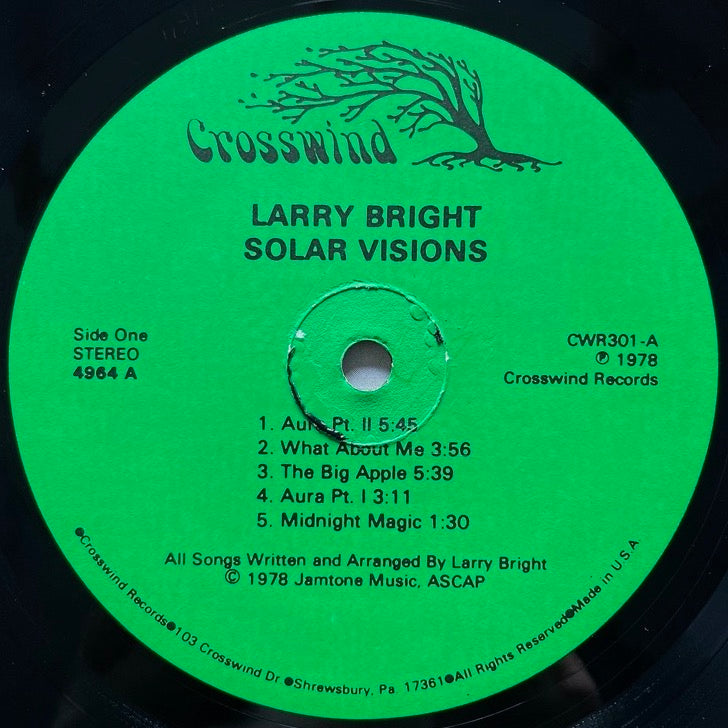 Crosswind
LARRY BRIGHT
SOLAR VISIONS
Side One
STEREO
4964 A
CWR301-A
℗ 1978
Crosswind Records
1. Aura Pt. II 5:45
2. What About Me 3:56
3. The Big Apple 5:39
4. Aura Pt. I 3:11
5. Midnight Magic 1:30
All Songs Written and Arranged By Larry Bright
© 1978 Jamtone Music, ASCAP
●Crosswind Records●103 Crosswind Dr ●Shrewsbury, Pa 17361●All Rights Reserved●Made in U.S.A